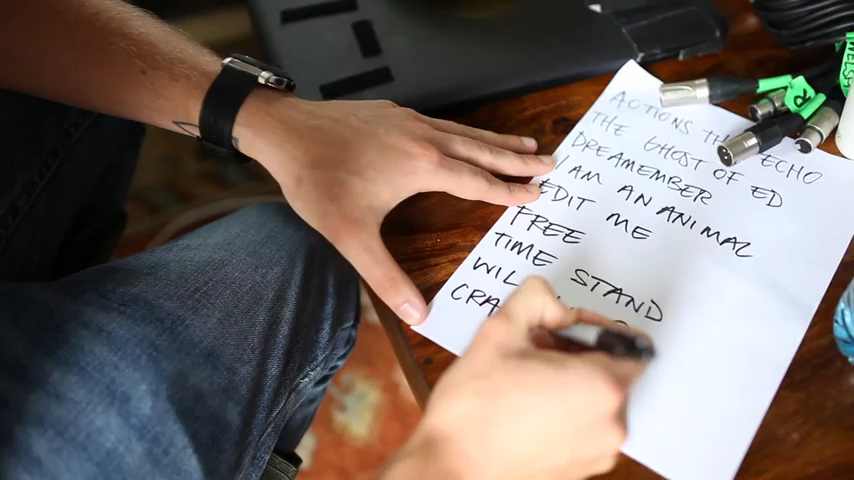 ACTIONS ECHO
THE GHOST OF ED
DREAMEMBER
I AM AN ANIMAL
EDIT ME
FREE
TIME STAND